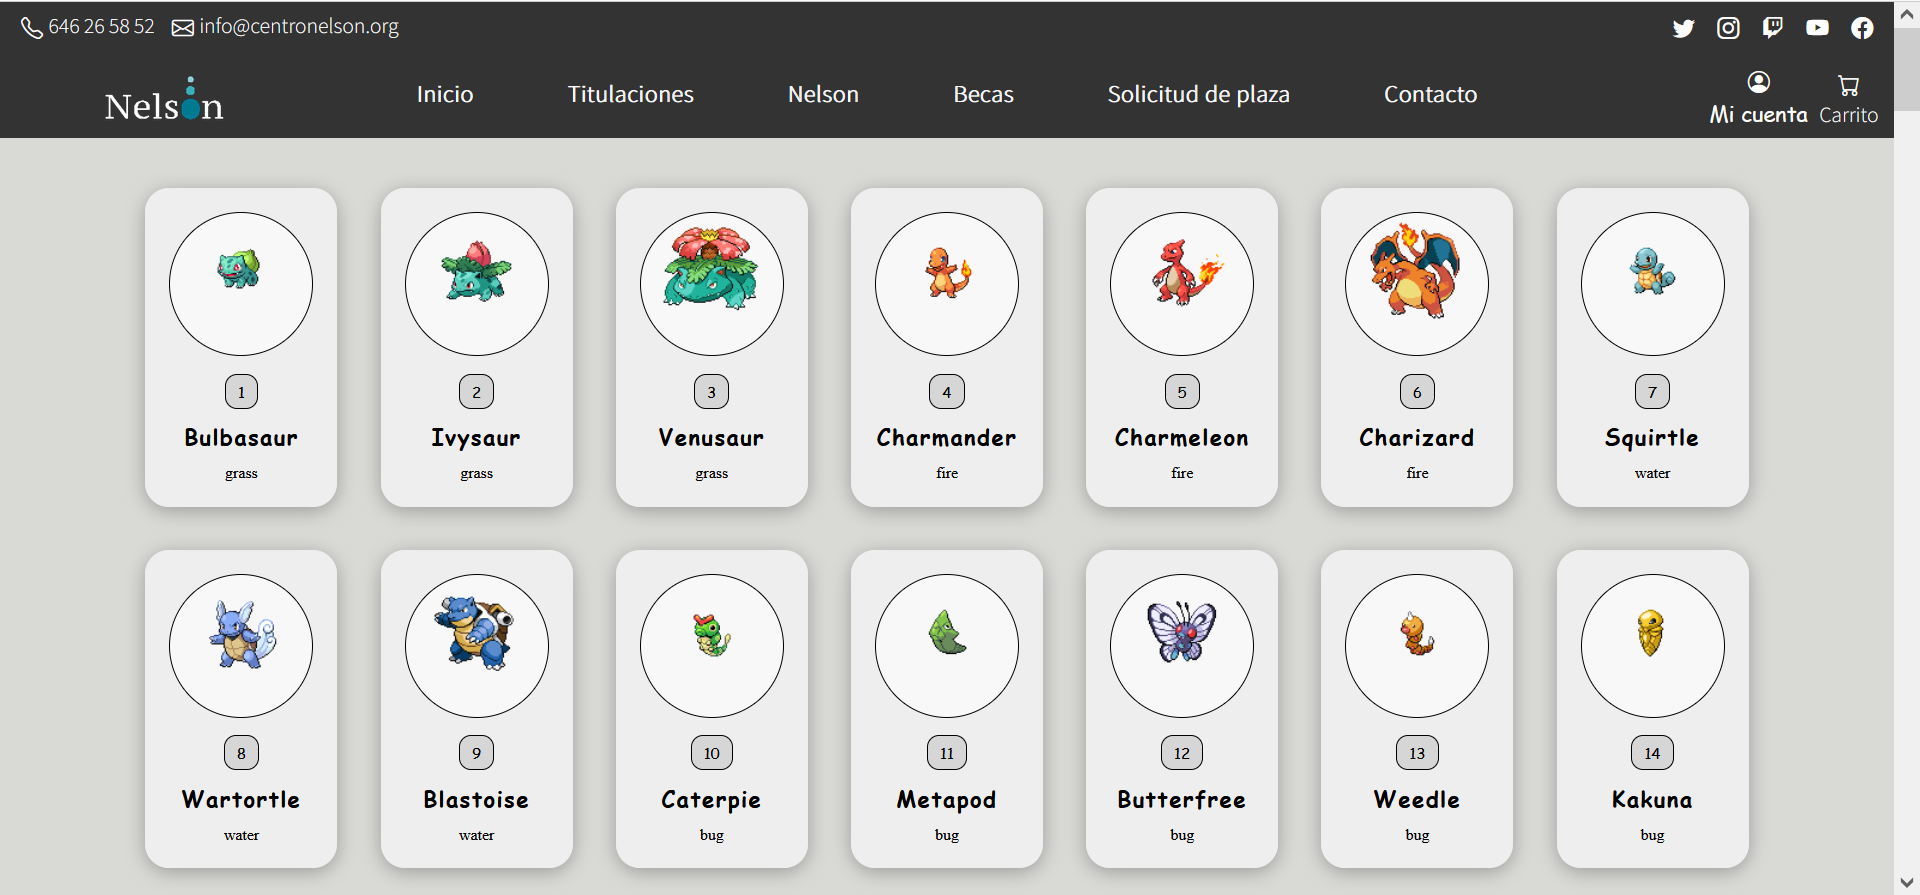 646 26 58 52 info@centronelson.org
Nelson Inicio Titulaciones Nelson Becas Solicitud de plaza Contacto Mi cuenta Carrito
1 2 3 4 5 6 7
Bulbasaur Ivysaur Venusaur Charmander Charmeleon Charizard Squirtle
grass grass grass fire fire fire water
8 9 10 11 12 13 14
Wartortle Blastoise Caterpie Metapod Butterfree Weedle Kakuna
water water bug bug bug bug bug